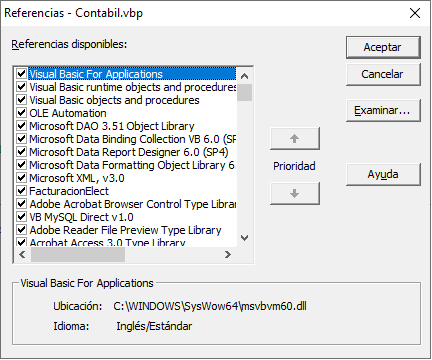 Referencias - Contabil.vbp
Referencias disponibles:
Visual Basic For Applications
Visual Basic runtime objects and procedures
Visual Basic objects and procedures
OLE Automation
Microsoft DAO 3.51 Object Library
Microsoft Data Binding Collection VB 6.0 (SP
Microsoft Data Report Designer 6.0 (SP4)
Microsoft Data Formatting Object Library 6.
Microsoft XML, v3.0
FacturacionElect
Adobe Acrobat Browser Control Type Libra
VB MySQL Direct v1.0
Adobe Reader File Preview Type Library
Acrobat Access 3.0 Type Library
Prioridad
Aceptar
Cancelar
Examinar...
Ayuda
Visual Basic For Applications
Ubicación: C:\WINDOWS\SysWow64\msvbvm60.dll
Idioma: Inglés/Estándar